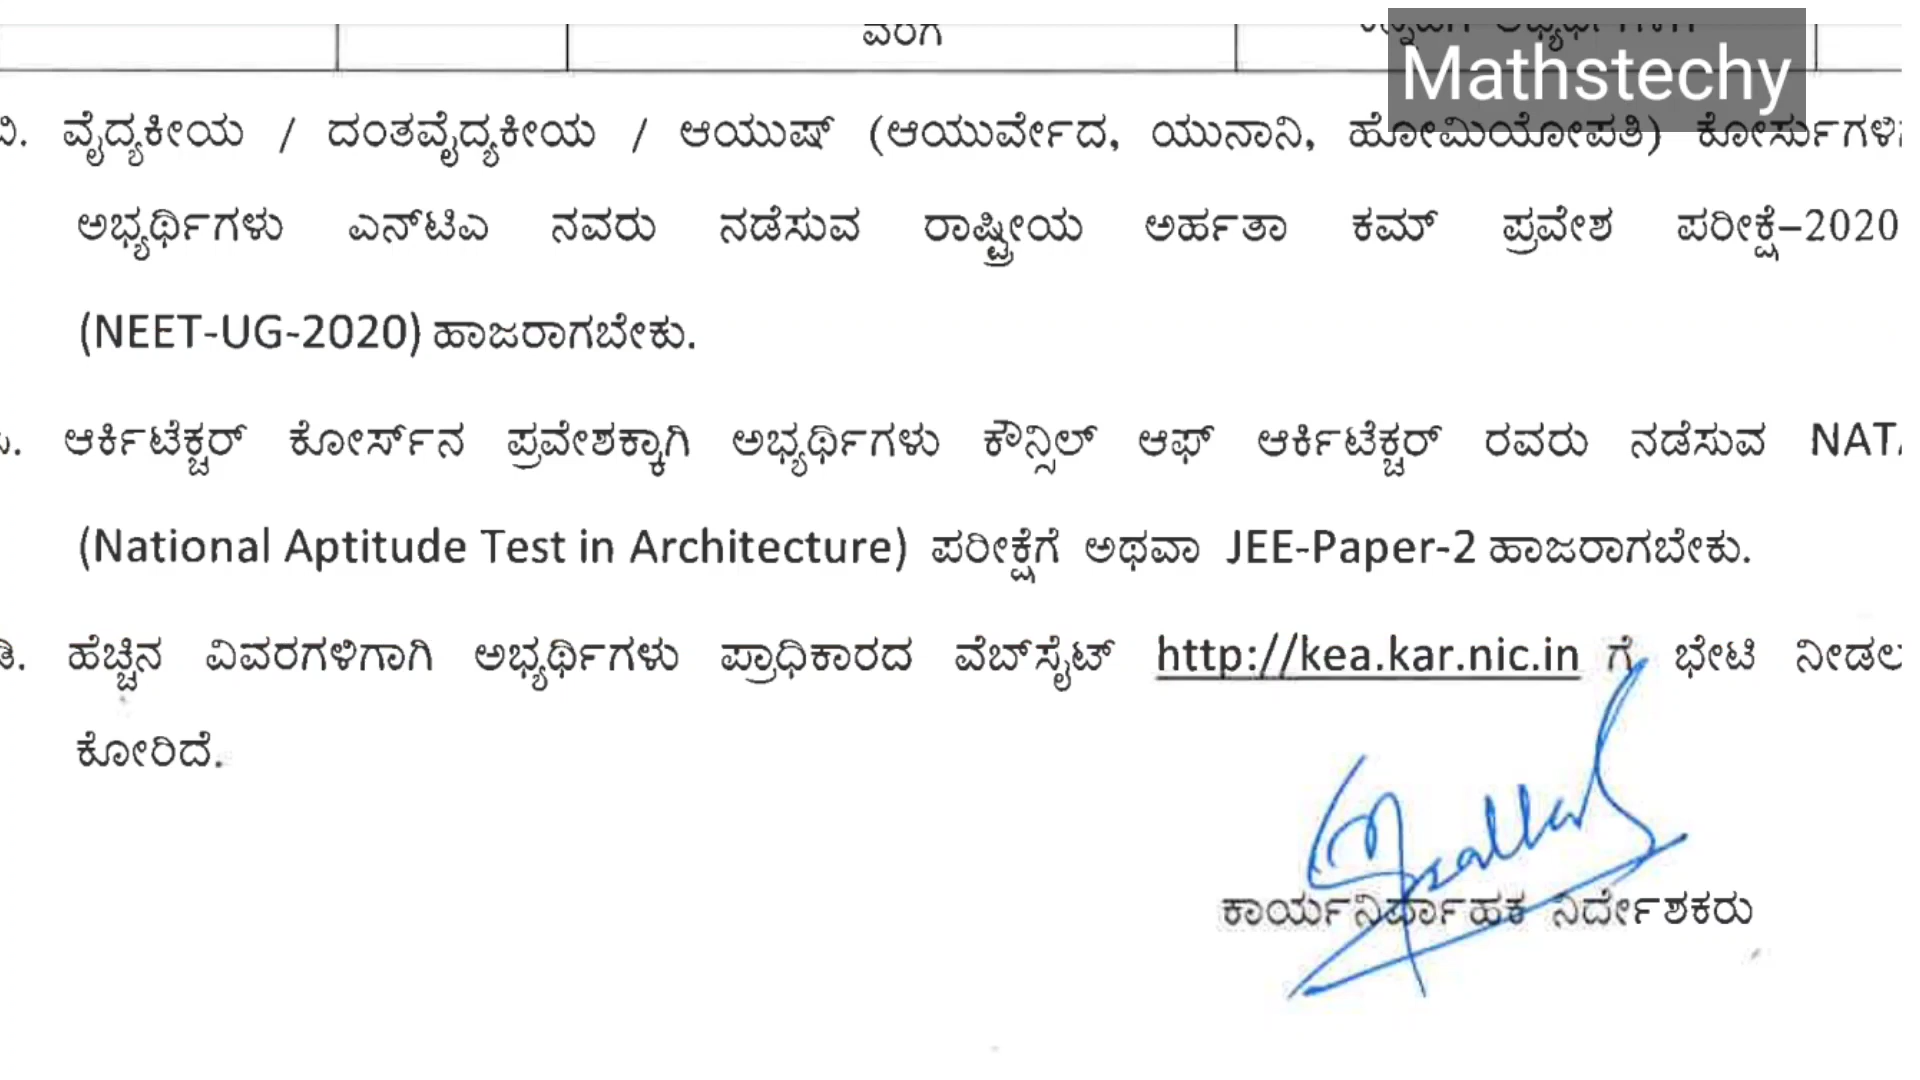 ವರೆಗೆ
Mathstechy
ವೈದ್ಯಕೀಯ / ದಂತವೈದ್ಯಕೀಯ / ಆಯುಷ್ (ಆಯುರ್ವೇದ, ಯುನಾನಿ, ಹೋಮಿಯೋಪತಿ)
ಅಭ್ಯರ್ಥಿಗಳು ಎನ್‌ಟಿಎ ನವರು ನಡೆಸುವ ರಾಷ್ಟ್ರೀಯ ಅರ್ಹತಾ ಕಮ್ ಪ್ರವೇಶ ಪರೀಕ್ಷೆ–2020
(NEET-UG-2020) ಹಾಜರಾಗಬೇಕು.
ಆರ್ಕಿಟೆಕ್ಚರ್ ಕೋರ್ಸ್‌ನ ಪ್ರವೇಶಕ್ಕಾಗಿ ಅಭ್ಯರ್ಥಿಗಳು ಕೌನ್ಸಿಲ್ ಆಫ್ ಆರ್ಕಿಟೆಕ್ಚರ್ ರವರು ನಡೆಸುವ
(National Aptitude Test in Architecture) ಪರೀಕ್ಷೆಗೆ ಅಥವಾ JEE-Paper-2 ಹಾಜರಾಗಬೇಕು.
ಹೆಚ್ಚಿನ ವಿವರಗಳಿಗಾಗಿ ಅಭ್ಯರ್ಥಿಗಳು ಪ್ರಾಧಿಕಾರದ ವೆಬ್‌ಸೈಟ್ http://kea.kar.nic.in ಗೆ ಭೇಟಿ
ಕೋರಿದೆ.
ಕಾರ್ಯನಿರ್ವಾಹಕ ನಿರ್ದೇಶಕರು